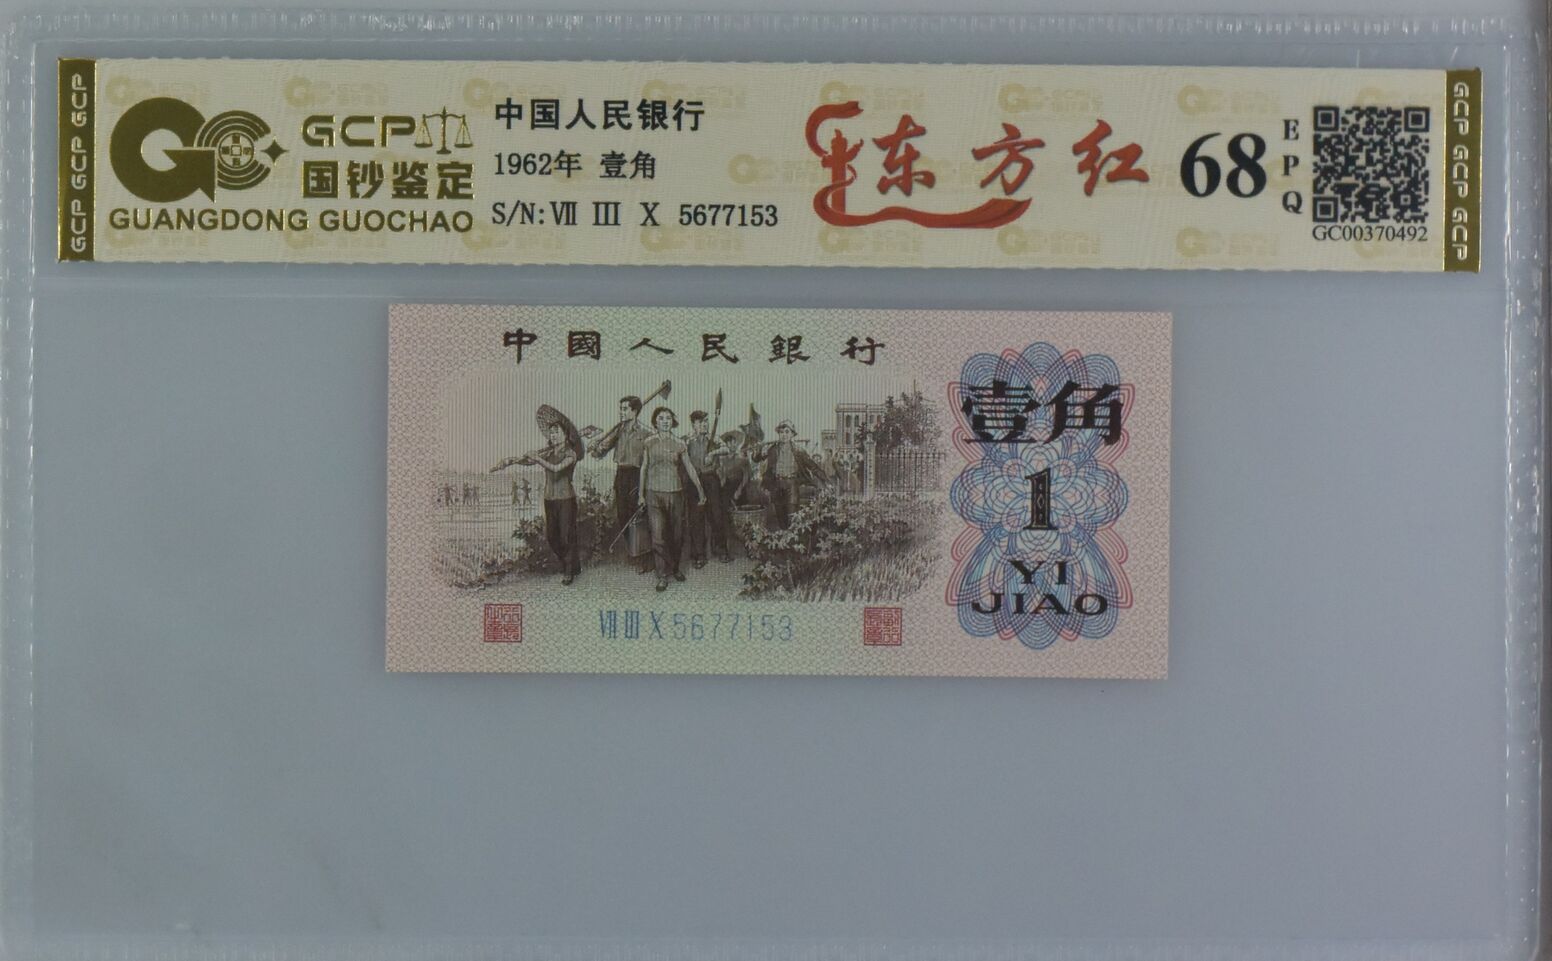 GCP GCP GCP
GCP
国钞鉴定
GUANGDONG GUOCHAO
中国人民银行
1962年 壹角
S/N: Ⅶ Ⅲ Ⅹ 5677153
东方红
68
EPQ
GC00370492
GCP GCP GCP
中國人民銀行
壹角
1
YI
JIAO
Ⅶ Ⅲ Ⅹ 5677153